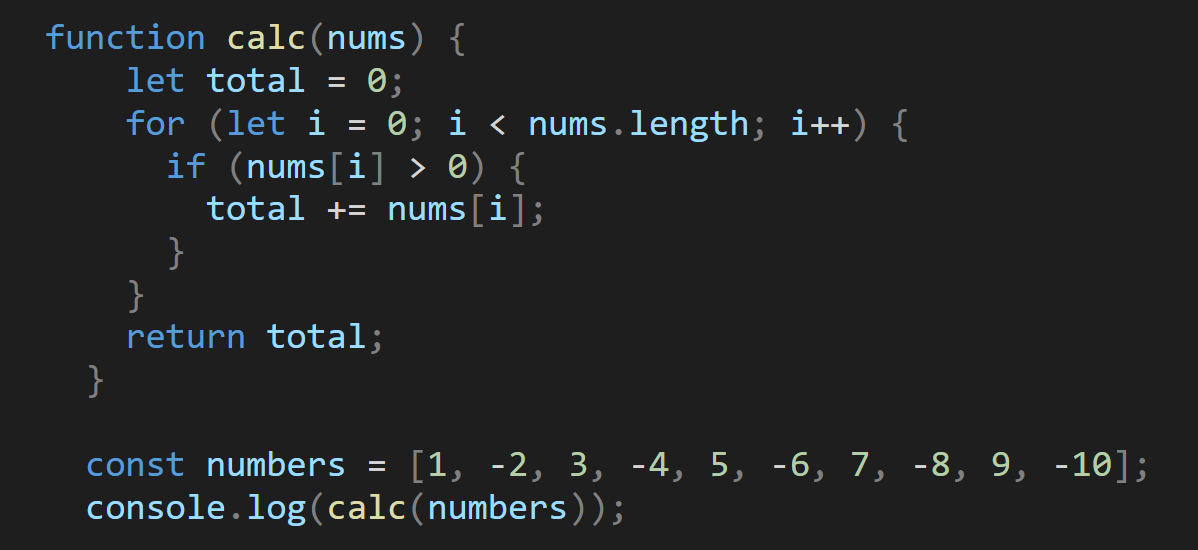 function calc(nums) {
    let total = 0;
    for (let i = 0; i < nums.length; i++) {
      if (nums[i] > 0) {
        total += nums[i];
      }
    }
    return total;
  }

  const numbers = [1, -2, 3, -4, 5, -6, 7, -8, 9, -10];
  console.log(calc(numbers));